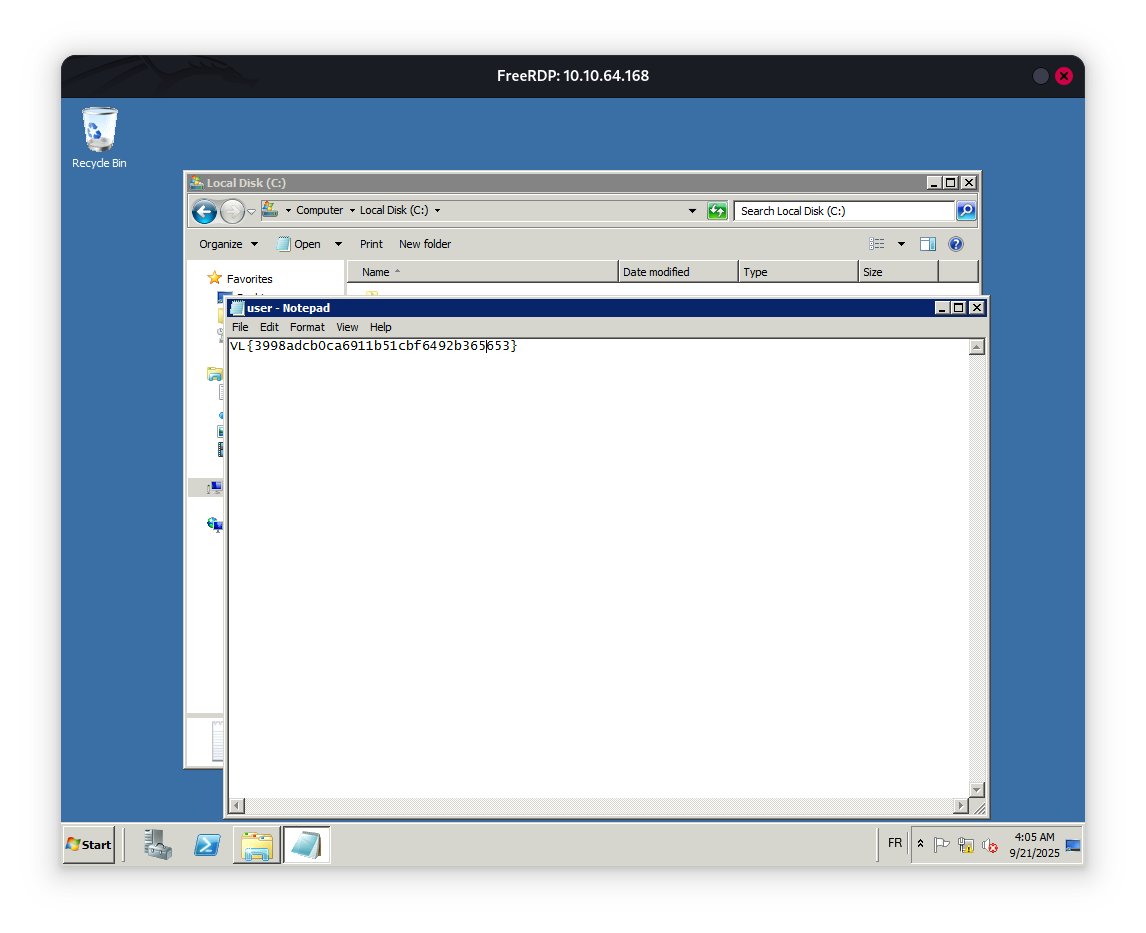 FreeRDP: 10.10.64.168
Recycle Bin
Local Disk (C:)
Computer Local Disk (C:)
Search Local Disk (C:)
Organize Open Print New folder
Favorites
Name Date modified Type Size
user - Notepad
File Edit Format View Help
VL{3998adcb0ca6911b51cbf6492b365653}
Start
FR
4:05 AM
9/21/2025